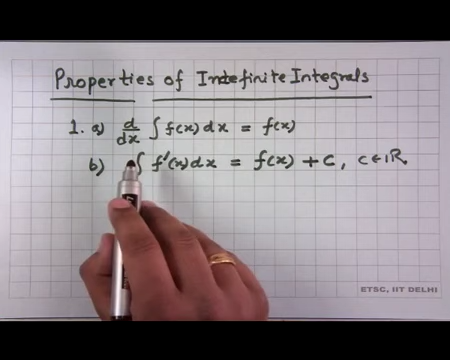 Properties of Indefinite Integrals
1. a) d/dx ∫ f(x) dx = f(x)
b) ∫ f'(x) dx = f(x) + C, C ∈ ℝ.
ETSC, IIT DELHI